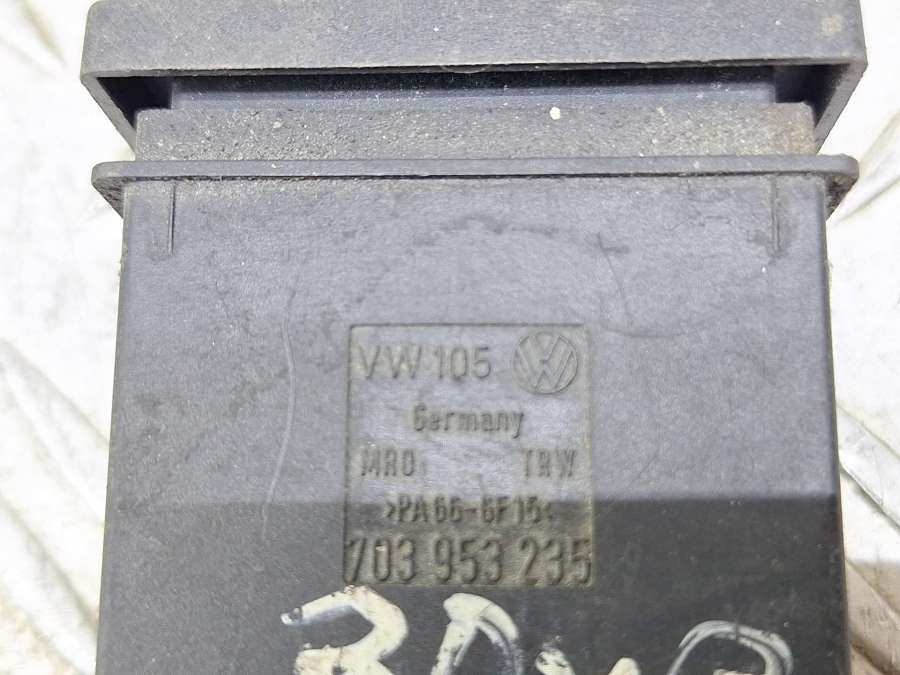 VW 105
Germany
MRO TRW
>PA66-GF15<
703 953 235